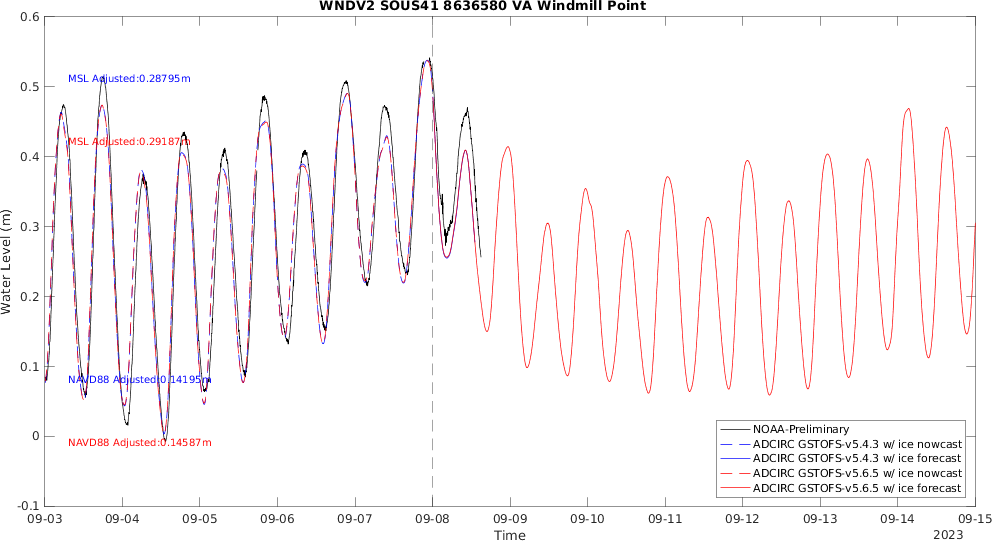 WNDV2 SOUS41 8636580 VA Windmill Point
0.6
0.5
0.4
0.3
0.2
0.1
0
-0.1
Water Level (m)
MSL Adjusted:0.28795m
MSL Adjusted:0.29187m
NAVD88 Adjusted:0.14195m
NAVD88 Adjusted:0.14587m
NOAA-Preliminary
ADCIRC GSTOFS-v5.4.3 w/ ice nowcast
ADCIRC GSTOFS-v5.4.3 w/ ice forecast
ADCIRC GSTOFS-v5.6.5 w/ ice nowcast
ADCIRC GSTOFS-v5.6.5 w/ ice forecast
09-03 09-04 09-05 09-06 09-07 09-08 09-09 09-10 09-11 09-12 09-13 09-14 09-15
Time
2023